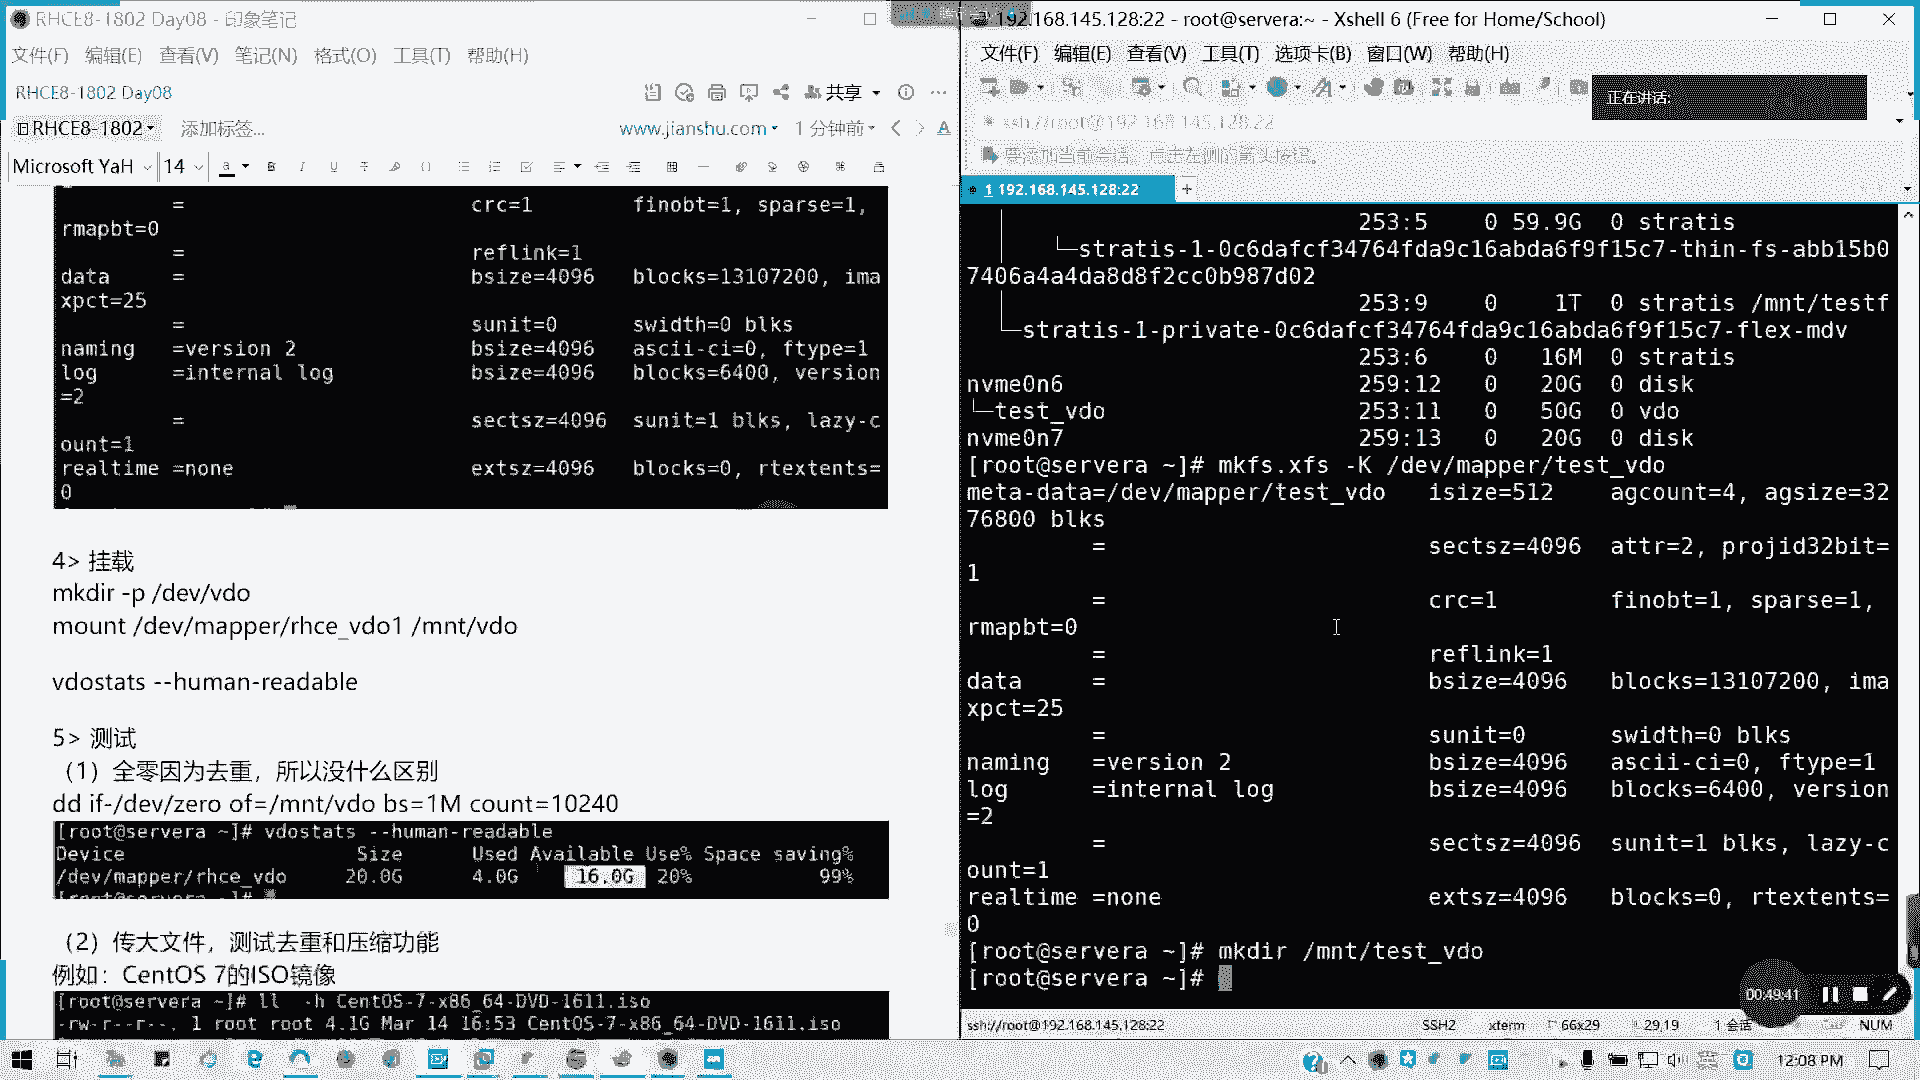 RHCE8-1802 Day08 - 印象笔记
文件(F) 编辑(E) 查看(V) 笔记(N) 格式(O) 工具(T) 帮助(H)
RHCE8-1802 Day08
共享
RHCE8-1802
添加标签...
www.jianshu.com
1 分钟前
Microsoft YaH
14
= crc=1 finobt=1, sparse=1,
rmapbt=0
= reflink=1
data = bsize=4096 blocks=13107200, ima
xpct=25
= sunit=0 swidth=0 blks
naming =version 2 bsize=4096 ascii-ci=0, ftype=1
log =internal log bsize=4096 blocks=6400, version
=2
= sectsz=4096 sunit=1 blks, lazy-c
ount=1
realtime =none extsz=4096 blocks=0, rtextents=
0
4> 挂载
mkdir -p /dev/vdo
mount /dev/mapper/rhce_vdo1 /mnt/vdo
vdostats --human-readable
5> 测试
（1）全零因为去重，所以没什么区别
dd if-/dev/zero of=/mnt/vdo bs=1M count=10240
[root@servera ~]# vdostats --human-readable
Device Size Used Available Use% Space saving%
/dev/mapper/rhce_vdo 20.0G 4.0G 16.0G 20% 99%
（2）传大文件，测试去重和压缩功能
例如：CentOS 7的ISO镜像
[root@servera ~]# ll -h CentOS-7-x86_64-DVD-1611.iso
-rw-r--r--. 1 root root 4.1G Mar 14 16:53 CentOS-7-x86_64-DVD-1611.iso
192.168.145.128:22 - root@servera:~ - Xshell 6 (Free for Home/School)
文件(F) 编辑(E) 查看(V) 工具(T) 选项卡(B) 窗口(W) 帮助(H)
正在讲话:
ssh://root@192.168.145.128:22
要添加当前会话，点击左侧的箭头按钮。
1 192.168.145.128:22
253:5 0 59.9G 0 stratis
└─stratis-1-0c6dafcf34764fda9c16abda6f9f15c7-thin-fs-abb15b0
7406a4a4da8d8f2cc0b987d02
253:9 0 1T 0 stratis /mnt/testf
└─stratis-1-private-0c6dafcf34764fda9c16abda6f9f15c7-flex-mdv
253:6 0 16M 0 stratis
nvme0n6 259:12 0 20G 0 disk
└─test_vdo 253:11 0 50G 0 vdo
nvme0n7 259:13 0 20G 0 disk
[root@servera ~]# mkfs.xfs -K /dev/mapper/test_vdo
meta-data=/dev/mapper/test_vdo isize=512 agcount=4, agsize=32
76800 blks
= sectsz=4096 attr=2, projid32bit=
1
= crc=1 finobt=1, sparse=1,
rmapbt=0
= reflink=1
data = bsize=4096 blocks=13107200, ima
xpct=25
= sunit=0 swidth=0 blks
naming =version 2 bsize=4096 ascii-ci=0, ftype=1
log =internal log bsize=4096 blocks=6400, version
=2
= sectsz=4096 sunit=1 blks, lazy-c
ount=1
realtime =none extsz=4096 blocks=0, rtextents=
0
[root@servera ~]# mkdir /mnt/test_vdo
[root@servera ~]#
00:49:41
ssh://root@192.168.145.128:22
SSH2 xterm 66x29 29,19 1 会话 NUM
12:08 PM